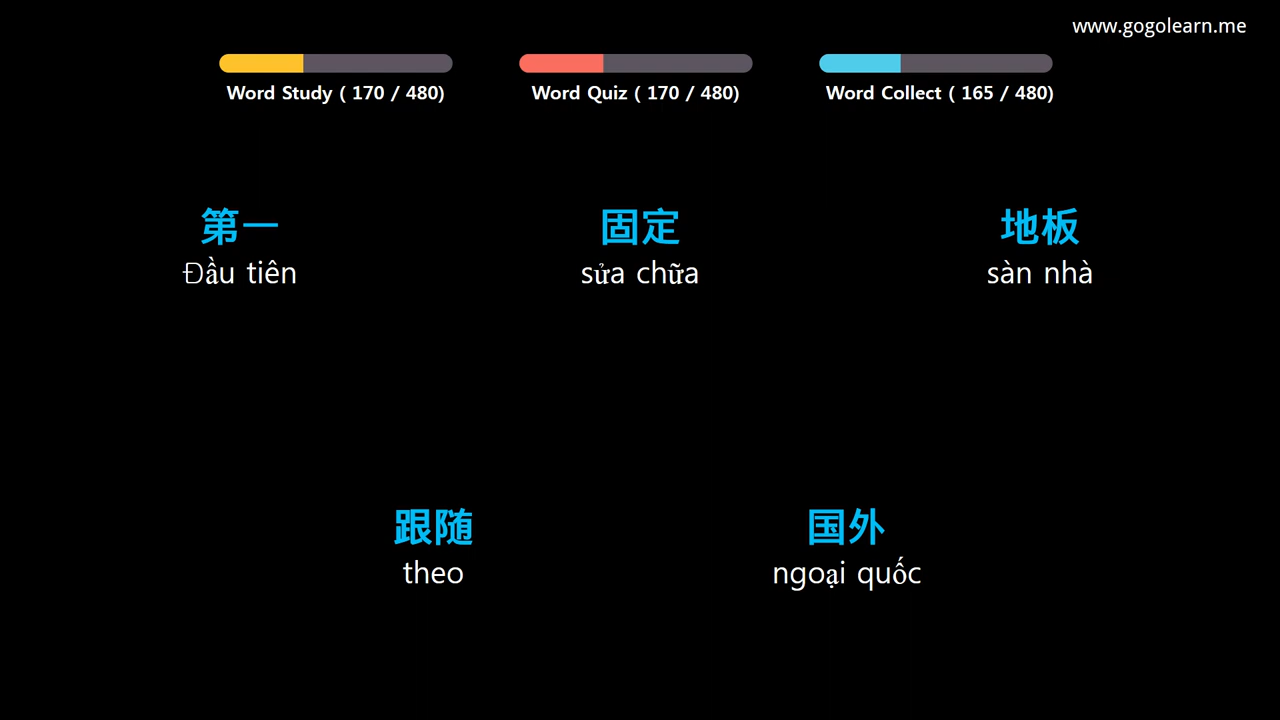 www.gogolearn.me
Word Study ( 170 / 480)
Word Quiz ( 170 / 480)
Word Collect ( 165 / 480)
第一
Đầu tiên
固定
sửa chữa
地板
sàn nhà
跟随
theo
国外
ngoại quốc